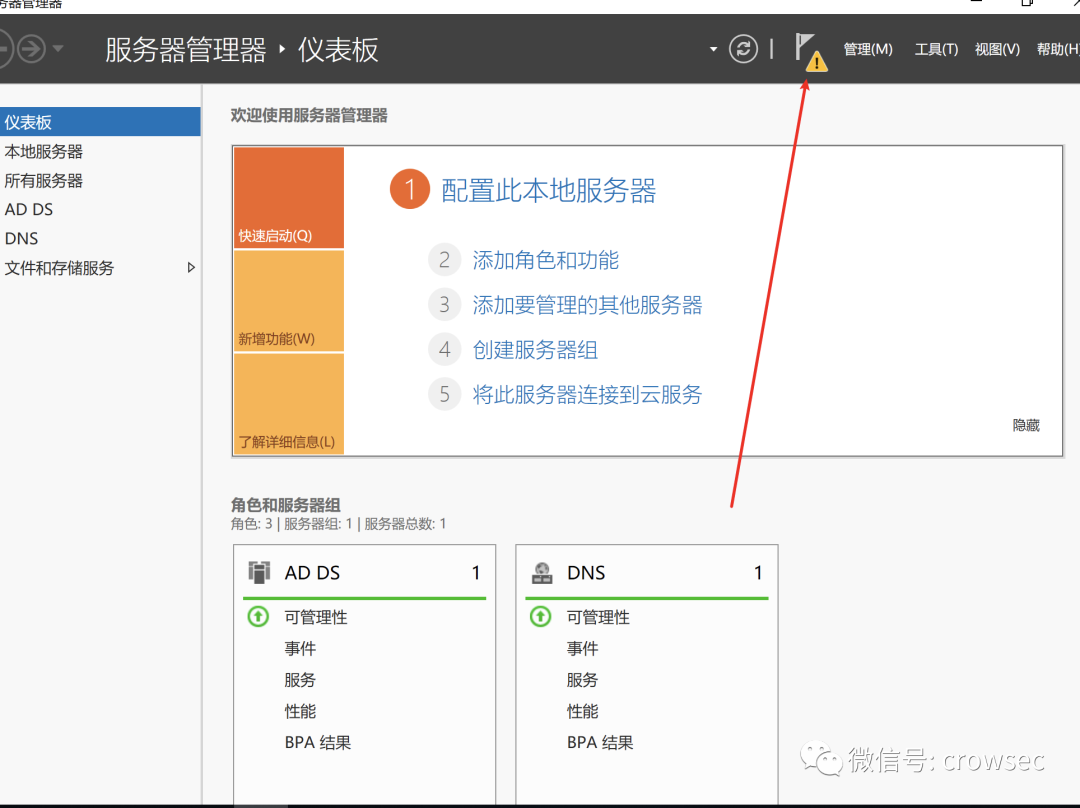 务器管理器
服务器管理器 · 仪表板
管理(M) 工具(T) 视图(V) 帮助(H)
仪表板
本地服务器
所有服务器
AD DS
DNS
文件和存储服务
欢迎使用服务器管理器
快速启动(Q)
新增功能(W)
了解详细信息(L)
1 配置此本地服务器
2 添加角色和功能
3 添加要管理的其他服务器
4 创建服务器组
5 将此服务器连接到云服务
隐藏
角色和服务器组
角色: 3 | 服务器组: 1 | 服务器总数: 1
AD DS 1
可管理性
事件
服务
性能
BPA 结果
DNS 1
可管理性
事件
服务
性能
BPA 结果
微信号: crowsec